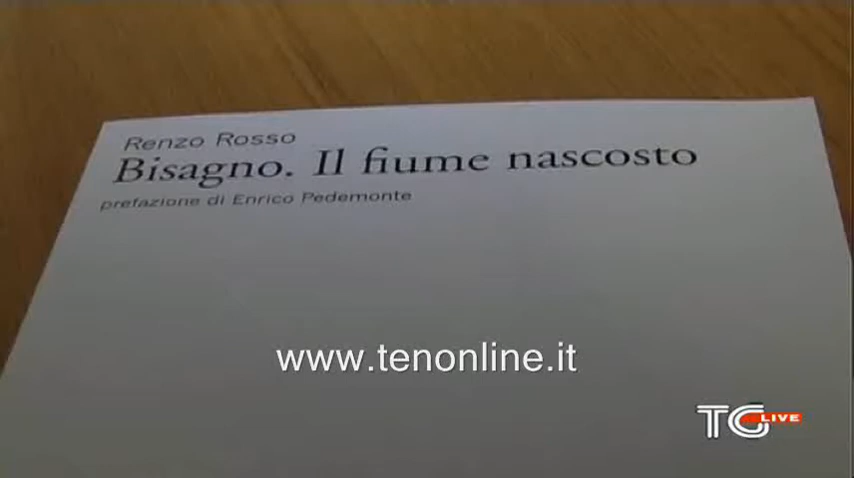 Renzo Rosso
Bisagno. Il fiume nascosto
prefazione di Enrico Pedemonte
www.tenonline.it
TG LIVE